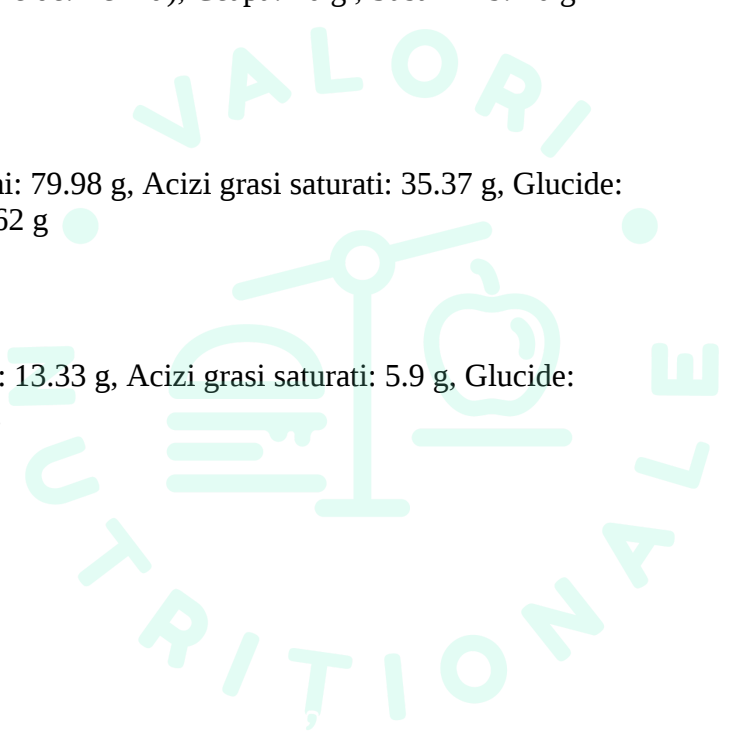 VALORI
: 79.98 g, Acizi grasi saturati: 35.37 g, Glucide:
62 g
: 13.33 g, Acizi grasi saturati: 5.9 g, Glucide:
NUTRITIONALE